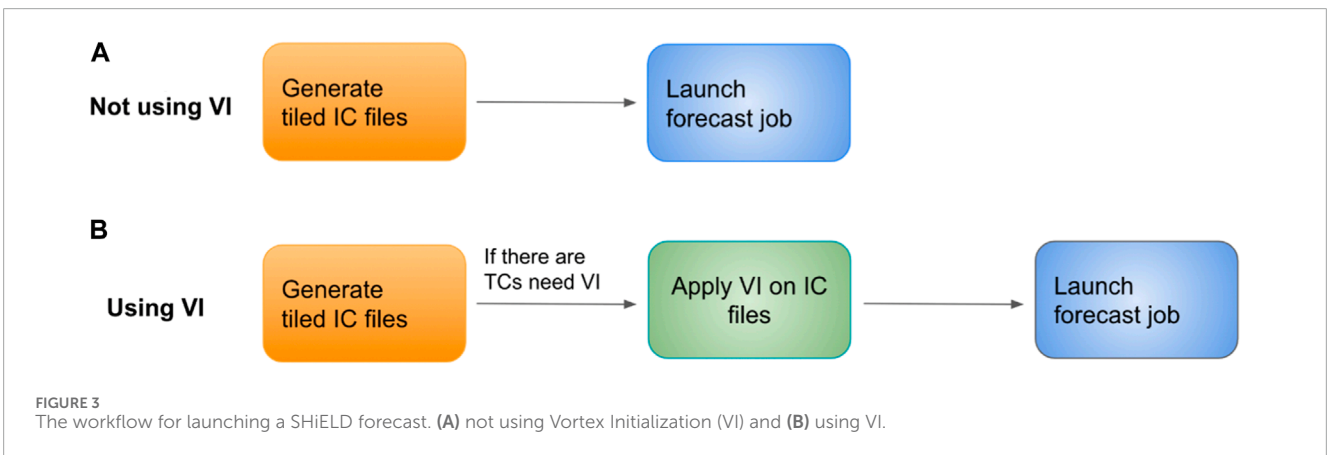 A
Not using VI
Generate
tiled IC files
Launch
forecast job
B
Using VI
Generate
tiled IC files
If there are
TCs need VI
Apply VI on IC
files
Launch
forecast job
FIGURE 3
The workflow for launching a SHiELD forecast. (A) not using Vortex Initialization (VI) and (B) using VI.